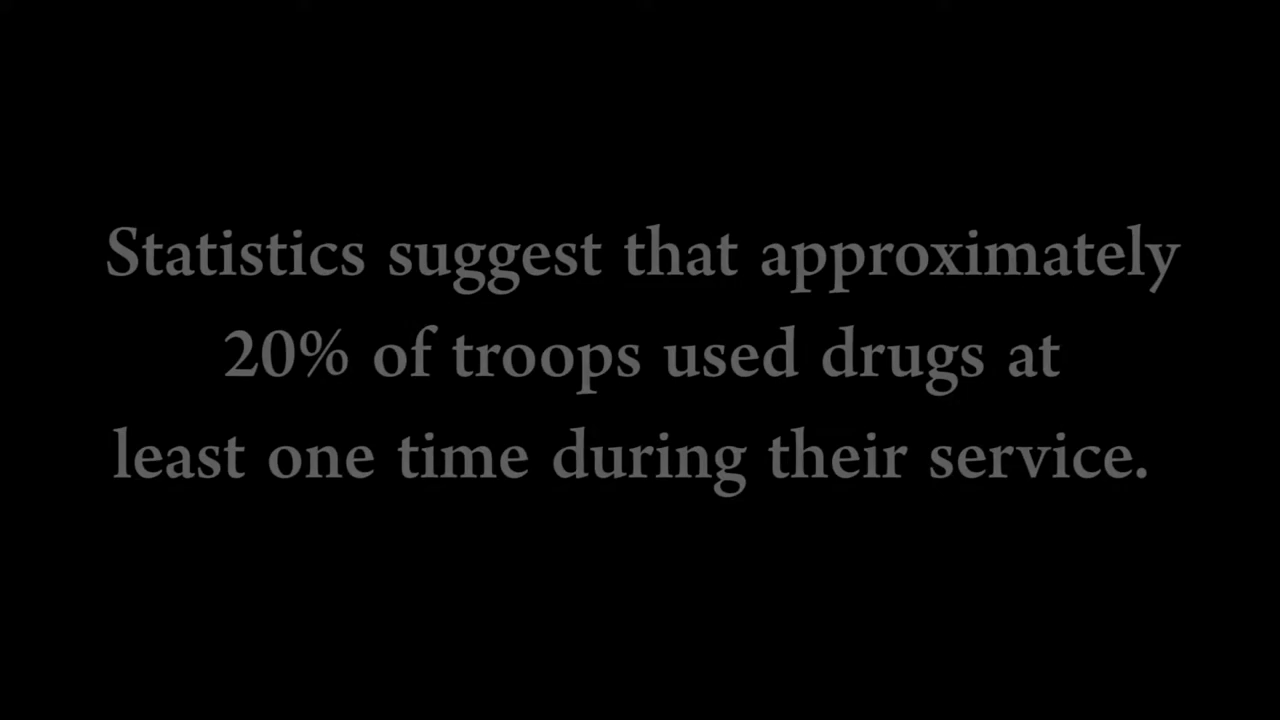 Statistics suggest that approximately
20% of troops used drugs at
least one time during their service.